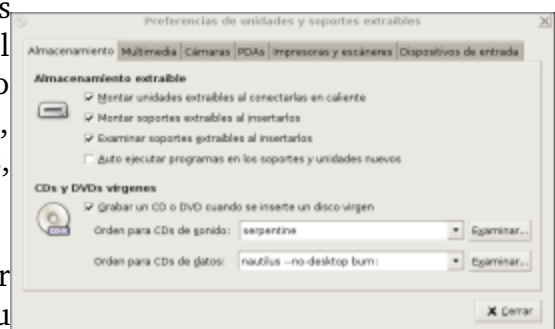 Preferencias de unidades y soportes extraíbles
Almacenamiento Multimedia Cámaras PDAs Impresoras y escáneres Dispositivos de entrada
Almacenamiento extraíble
Montar unidades extraíbles al conectarlas en caliente
Montar soportes extraíbles al insertarlos
Examinar soportes extraíbles al insertarlos
Auto ejecutar programas en los soportes y unidades nuevos
CDs y DVDs vírgenes
Grabar un CD o DVD cuando se inserte un disco virgen
Orden para CDs de sonido: serpentine Examinar...
Orden para CDs de datos: nautilus --no-desktop burn: Examinar...
Cerrar